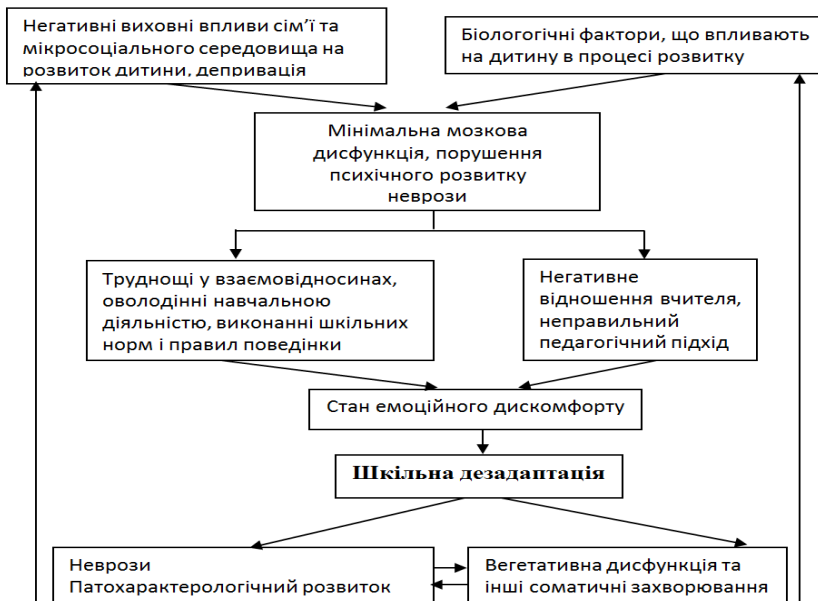 Негативні виховні впливи сім’ї та
мікросоціального середовища на
розвиток дитини, депривація
Біологогічні фактори, що впливають
на дитину в процесі розвитку
Мінімальна мозкова
дисфункція, порушення
психічного розвитку
неврози
Труднощі у взаємовідносинах,
оволодінні навчальною
діяльністю, виконанні шкільних
норм і правил поведінки
Негативне
відношення вчителя,
неправильний
педагогічний підхід
Стан емоційного дискомфорту
Шкільна дезадаптація
Неврози
Патохарактерологічний розвиток
Вегетативна дисфункція та
інші соматичні захворювання